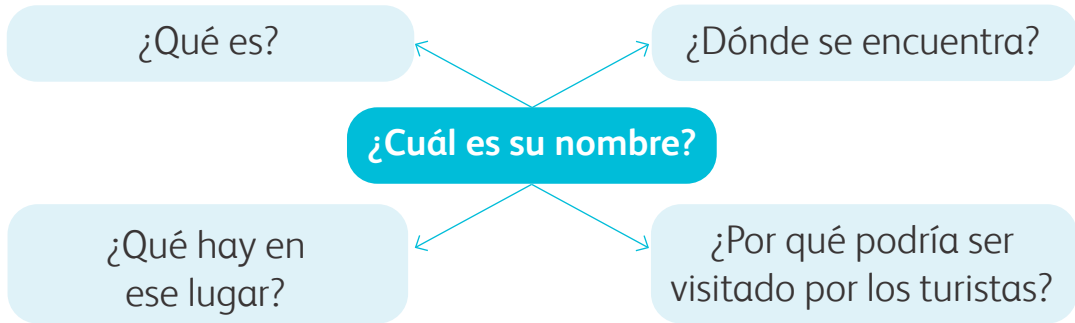 ¿Qué es?
¿Dónde se encuentra?
¿Cuál es su nombre?
¿Qué hay en
ese lugar?
¿Por qué podría ser
visitado por los turistas?